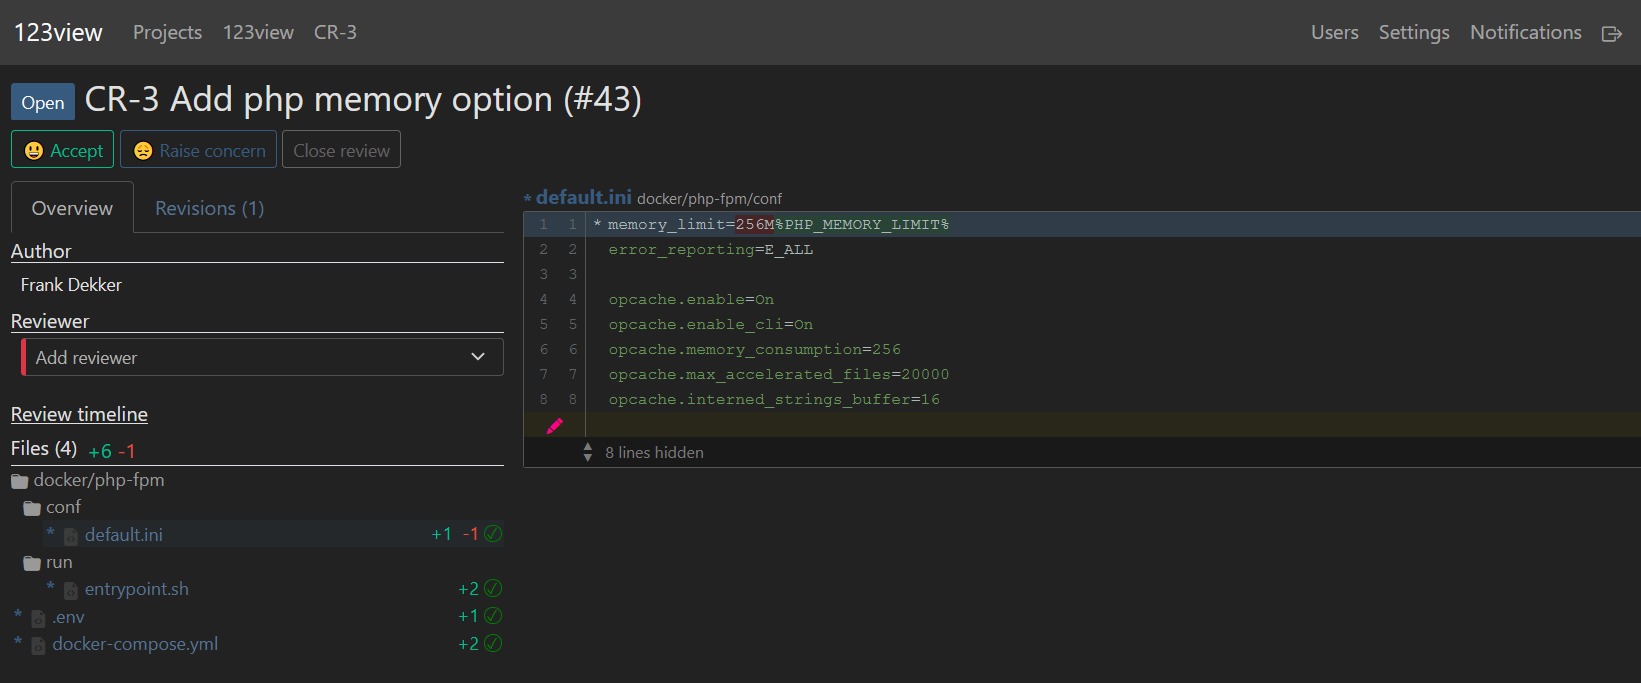 123view Projects 123view CR-3 Users Settings Notifications
Open CR-3 Add php memory option (#43)
😃 Accept 😔 Raise concern Close review
Overview Revisions (1)
Author
Frank Dekker
Reviewer
Add reviewer
Review timeline
Files (4) +6 -1
docker/php-fpm
conf
* default.ini +1 -1
run
* entrypoint.sh +2
* .env +1
* docker-compose.yml +2
* default.ini docker/php-fpm/conf
1 1 * memory_limit=256M%PHP_MEMORY_LIMIT%
2 2 error_reporting=E_ALL
3 3
4 4 opcache.enable=On
5 5 opcache.enable_cli=On
6 6 opcache.memory_consumption=256
7 7 opcache.max_accelerated_files=20000
8 8 opcache.interned_strings_buffer=16
8 lines hidden